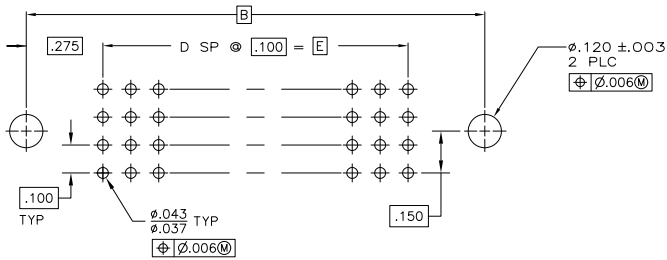 B
.275
D SP @ .100 = E
ø.120 ±.003
2 PLC
⌖ Ø.006Ⓜ
.100
TYP
ø.043
ø.037 TYP
⌖ Ø.006Ⓜ
.150